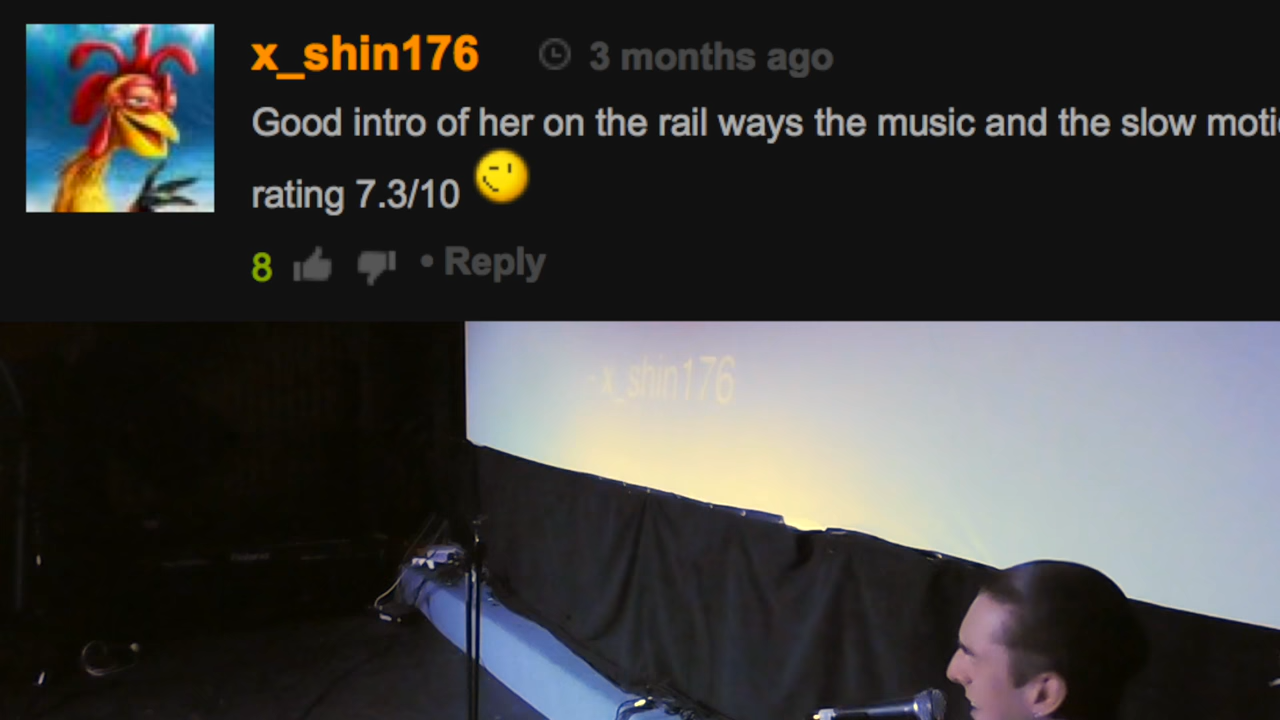 x_shin176 3 months ago
Good intro of her on the rail ways the music and the slow moti
rating 7.3/10
8 • Reply
-x_shin176